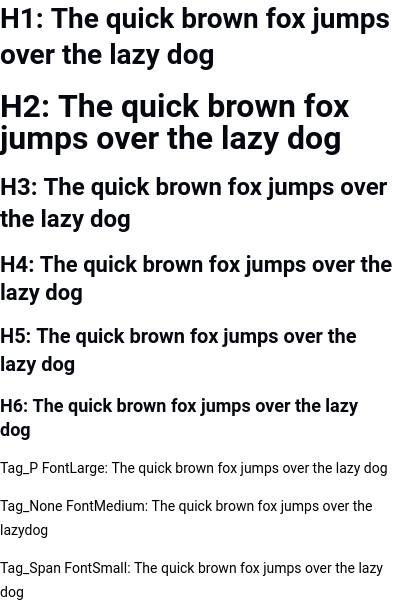 H1: The quick brown fox jumps
over the lazy dog
H2: The quick brown fox
jumps over the lazy dog
H3: The quick brown fox jumps over
the lazy dog
H4: The quick brown fox jumps over the
lazy dog
H5: The quick brown fox jumps over the
lazy dog
H6: The quick brown fox jumps over the lazy
dog
Tag_P FontLarge: The quick brown fox jumps over the lazy dog
Tag_None FontMedium: The quick brown fox jumps over the
lazydog
Tag_Span FontSmall: The quick brown fox jumps over the lazy
dog